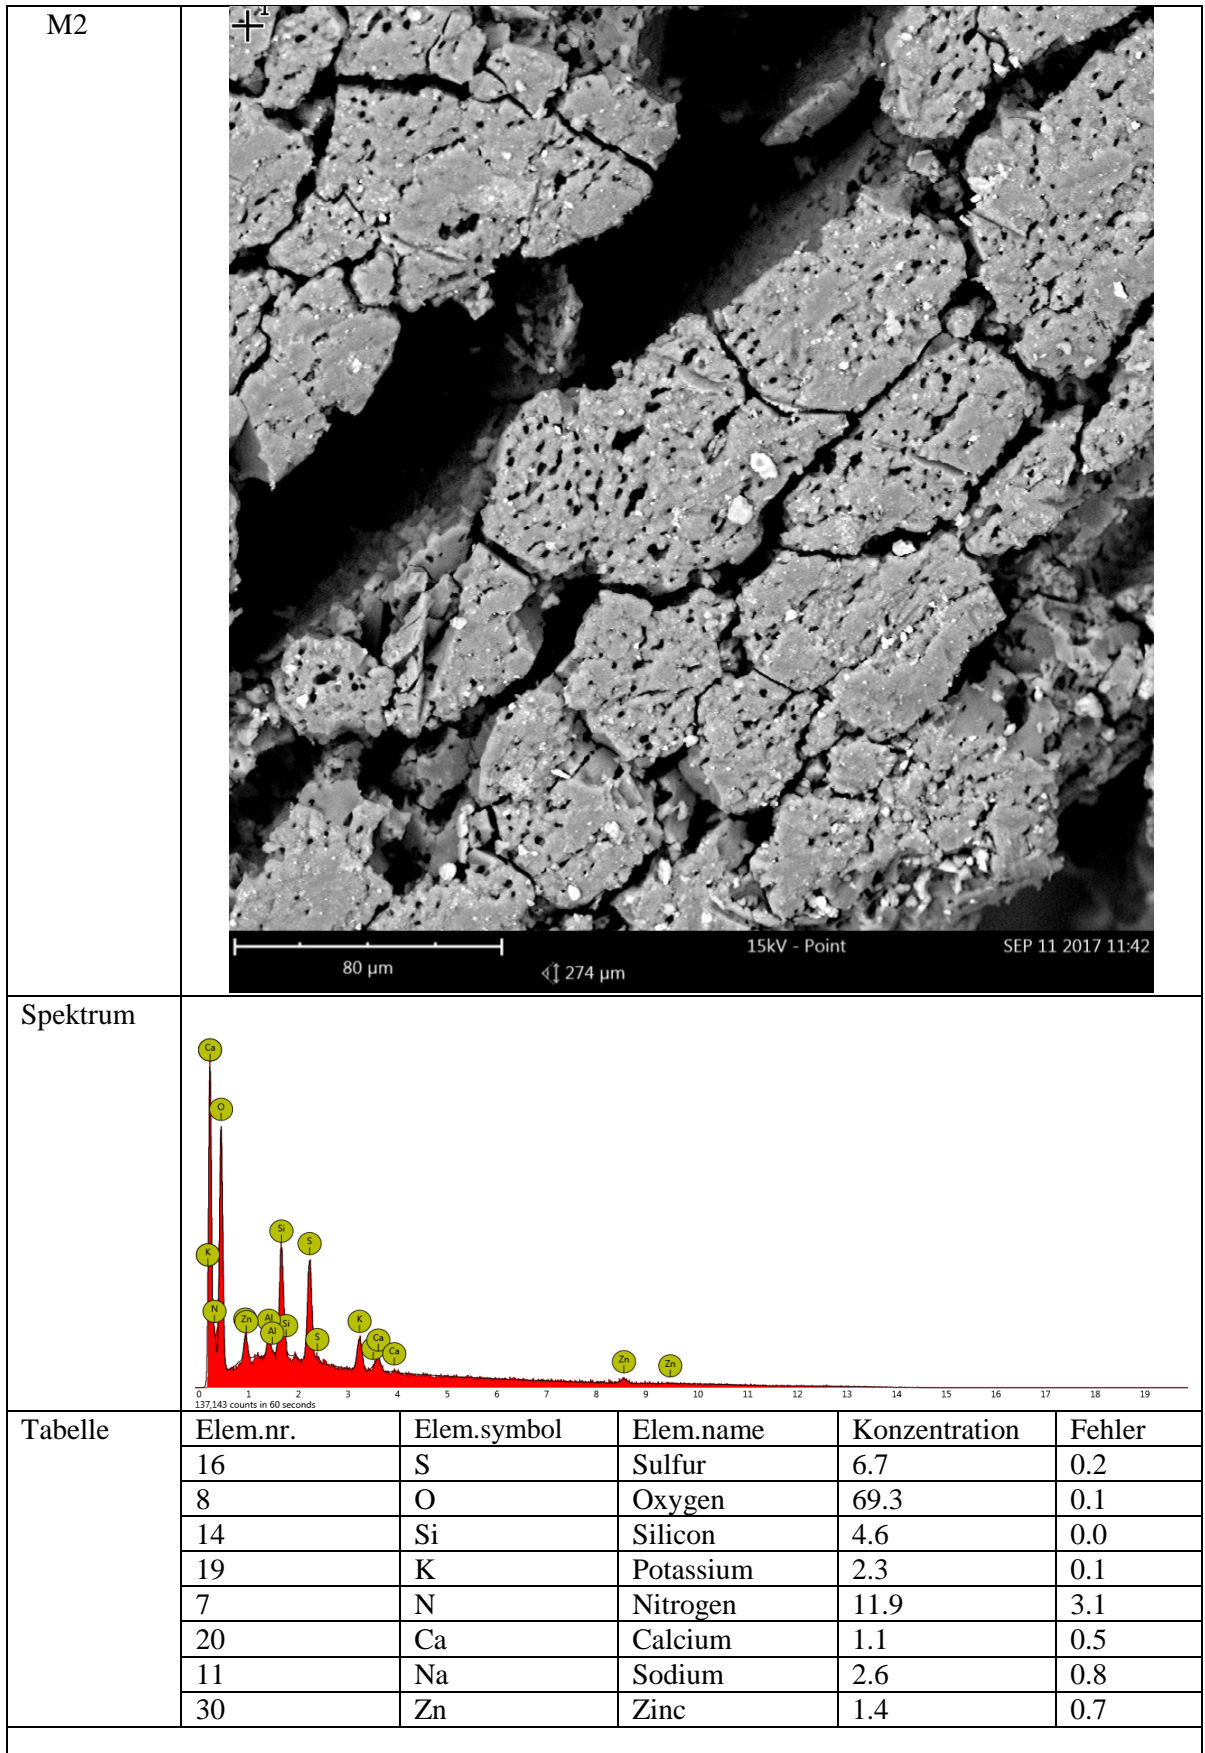 M2
1
80 µm
274 µm
15kV - Point
SEP 11 2017 11:42
Spektrum
Ca
O
Si
S
K
N
Zn
Al
Al
Si
S
K
Ca
Ca
Zn
Zn
0 1 2 3 4 5 6 7 8 9 10 11 12 13 14 15 16 17 18 19
137,143 counts in 60 seconds
Tabelle Elem.nr. Elem.symbol Elem.name Konzentration Fehler
16 S Sulfur 6.7 0.2
8 O Oxygen 69.3 0.1
14 Si Silicon 4.6 0.0
19 K Potassium 2.3 0.1
7 N Nitrogen 11.9 3.1
20 Ca Calcium 1.1 0.5
11 Na Sodium 2.6 0.8
30 Zn Zinc 1.4 0.7